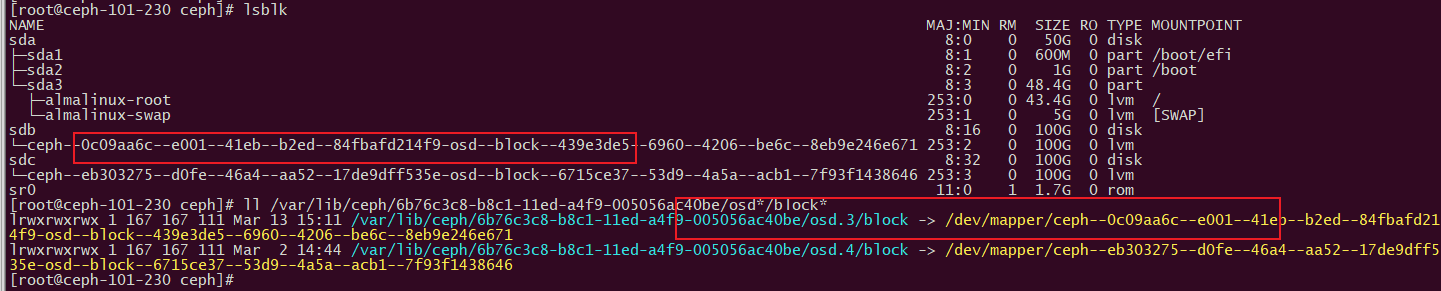 [root@ceph-101-230 ceph]# lsblk
NAME MAJ:MIN RM SIZE RO TYPE MOUNTPOINT
sda 8:0 0 50G 0 disk
├─sda1 8:1 0 600M 0 part /boot/efi
├─sda2 8:2 0 1G 0 part /boot
└─sda3 8:3 0 48.4G 0 part
├─almalinux-root 253:0 0 43.4G 0 lvm /
└─almalinux-swap 253:1 0 5G 0 lvm [SWAP]
sdb 8:16 0 100G 0 disk
└─ceph--0c09aa6c--e001--41eb--b2ed--84fbafd214f9-osd--block--439e3de5--6960--4206--be6c--8eb9e246e671 253:2 0 100G 0 lvm
sdc 8:32 0 100G 0 disk
└─ceph--eb303275--d0fe--46a4--aa52--17de9dff535e-osd--block--6715ce37--53d9--4a5a--acb1--7f93f1438646 253:3 0 100G 0 lvm
sr0 11:0 1 1.7G 0 rom
[root@ceph-101-230 ceph]# ll /var/lib/ceph/6b76c3c8-b8c1-11ed-a4f9-005056ac40be/osd*/block*
lrwxrwxrwx 1 167 167 111 Mar 13 15:11 /var/lib/ceph/6b76c3c8-b8c1-11ed-a4f9-005056ac40be/osd.3/block -> /dev/mapper/ceph--0c09aa6c--e001--41eb--b2ed--84fbafd21
4f9-osd--block--439e3de5--6960--4206--be6c--8eb9e246e671
lrwxrwxrwx 1 167 167 111 Mar  2 14:44 /var/lib/ceph/6b76c3c8-b8c1-11ed-a4f9-005056ac40be/osd.4/block -> /dev/mapper/ceph--eb303275--d0fe--46a4--aa52--17de9dff5
35e-osd--block--6715ce37--53d9--4a5a--acb1--7f93f1438646
[root@ceph-101-230 ceph]#